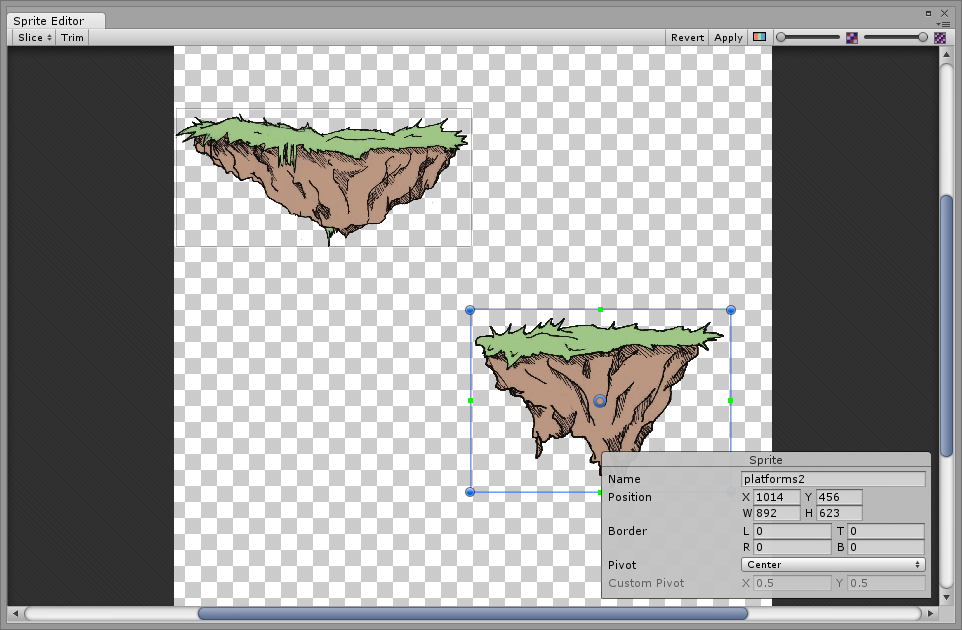 Sprite Editor
Slice Trim Revert Apply
Sprite
Name platforms2
Position X 1014 Y 456
W 892 H 623
Border L 0 T 0
R 0 B 0
Pivot Center
Custom Pivot X 0.5 Y 0.5